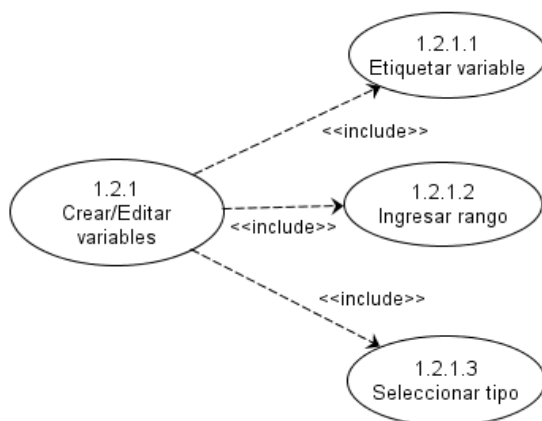 1.2.1.1
Etiquetar variable
<<include>>
1.2.1
Crear/Editar
variables
<<include>>
1.2.1.2
Ingresar rango
<<include>>
1.2.1.3
Seleccionar tipo